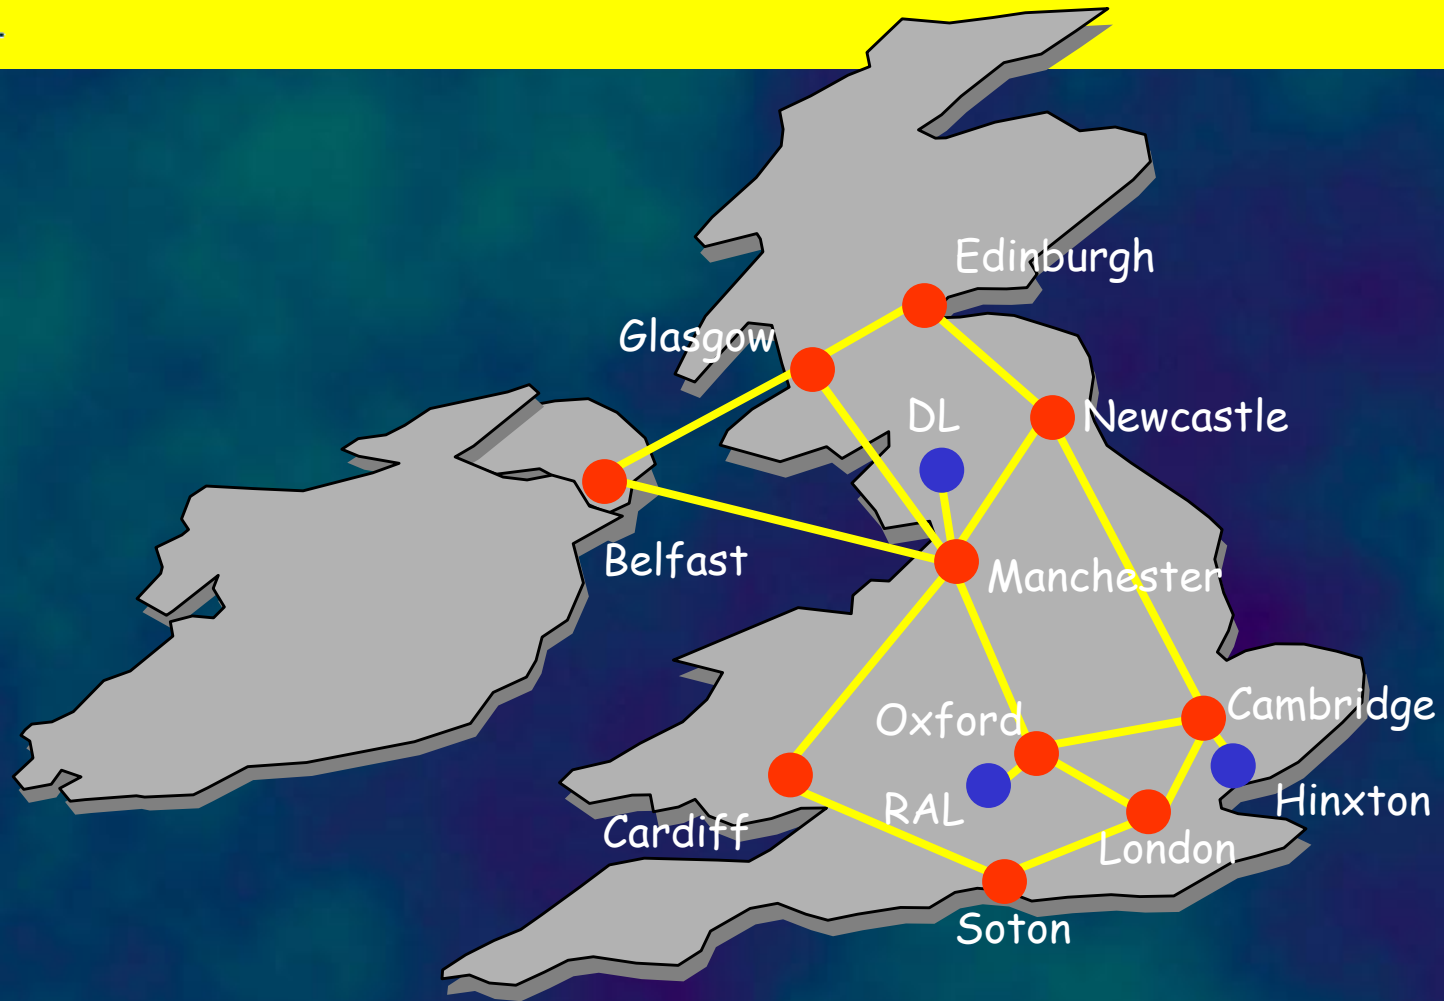 Edinburgh
Glasgow
DL
Newcastle
Belfast
Manchester
Oxford
Cambridge
RAL
Hinxton
Cardiff
London
Soton